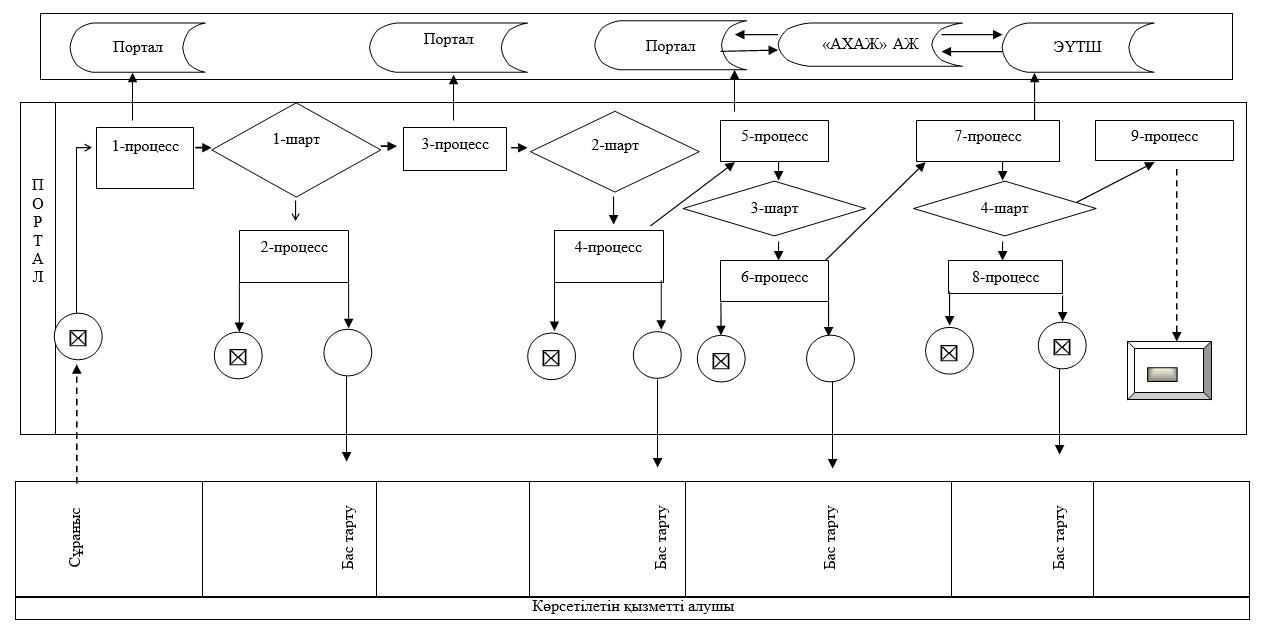 Портал
Портал
Портал
«АХАЖ» АЖ
ЭҮТШ
ПОРТАЛ
1-процесс
1-шарт
3-процесс
2-шарт
5-процесс
7-процесс
9-процесс
3-шарт
4-шарт
2-процесс
4-процесс
6-процесс
8-процесс
Сұраныс
Бас тарту
Бас тарту
Бас тарту
Бас тарту
Көрсетілетін қызметті алушы